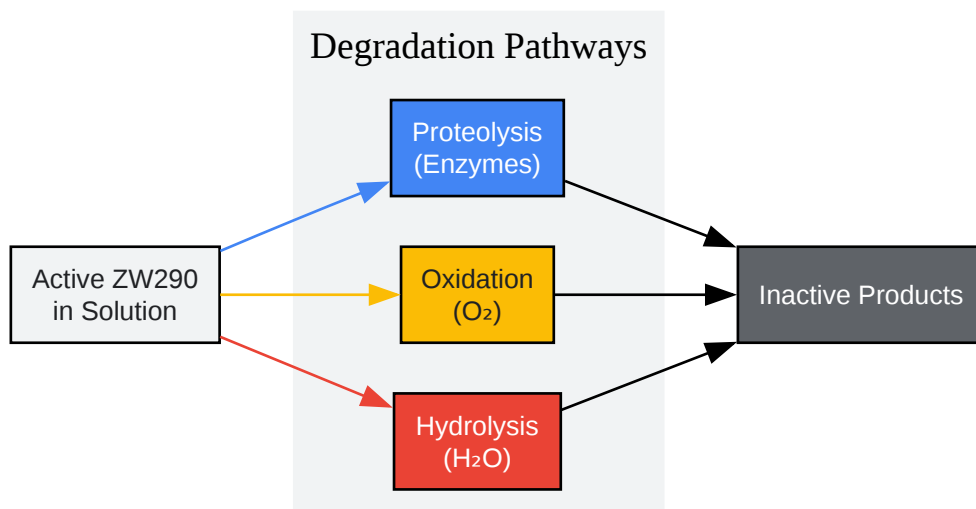 Degradation Pathways
Proteolysis
(Enzymes)
Active ZW290
in Solution
Oxidation
(O₂)
Inactive Products
Hydrolysis
(H₂O)